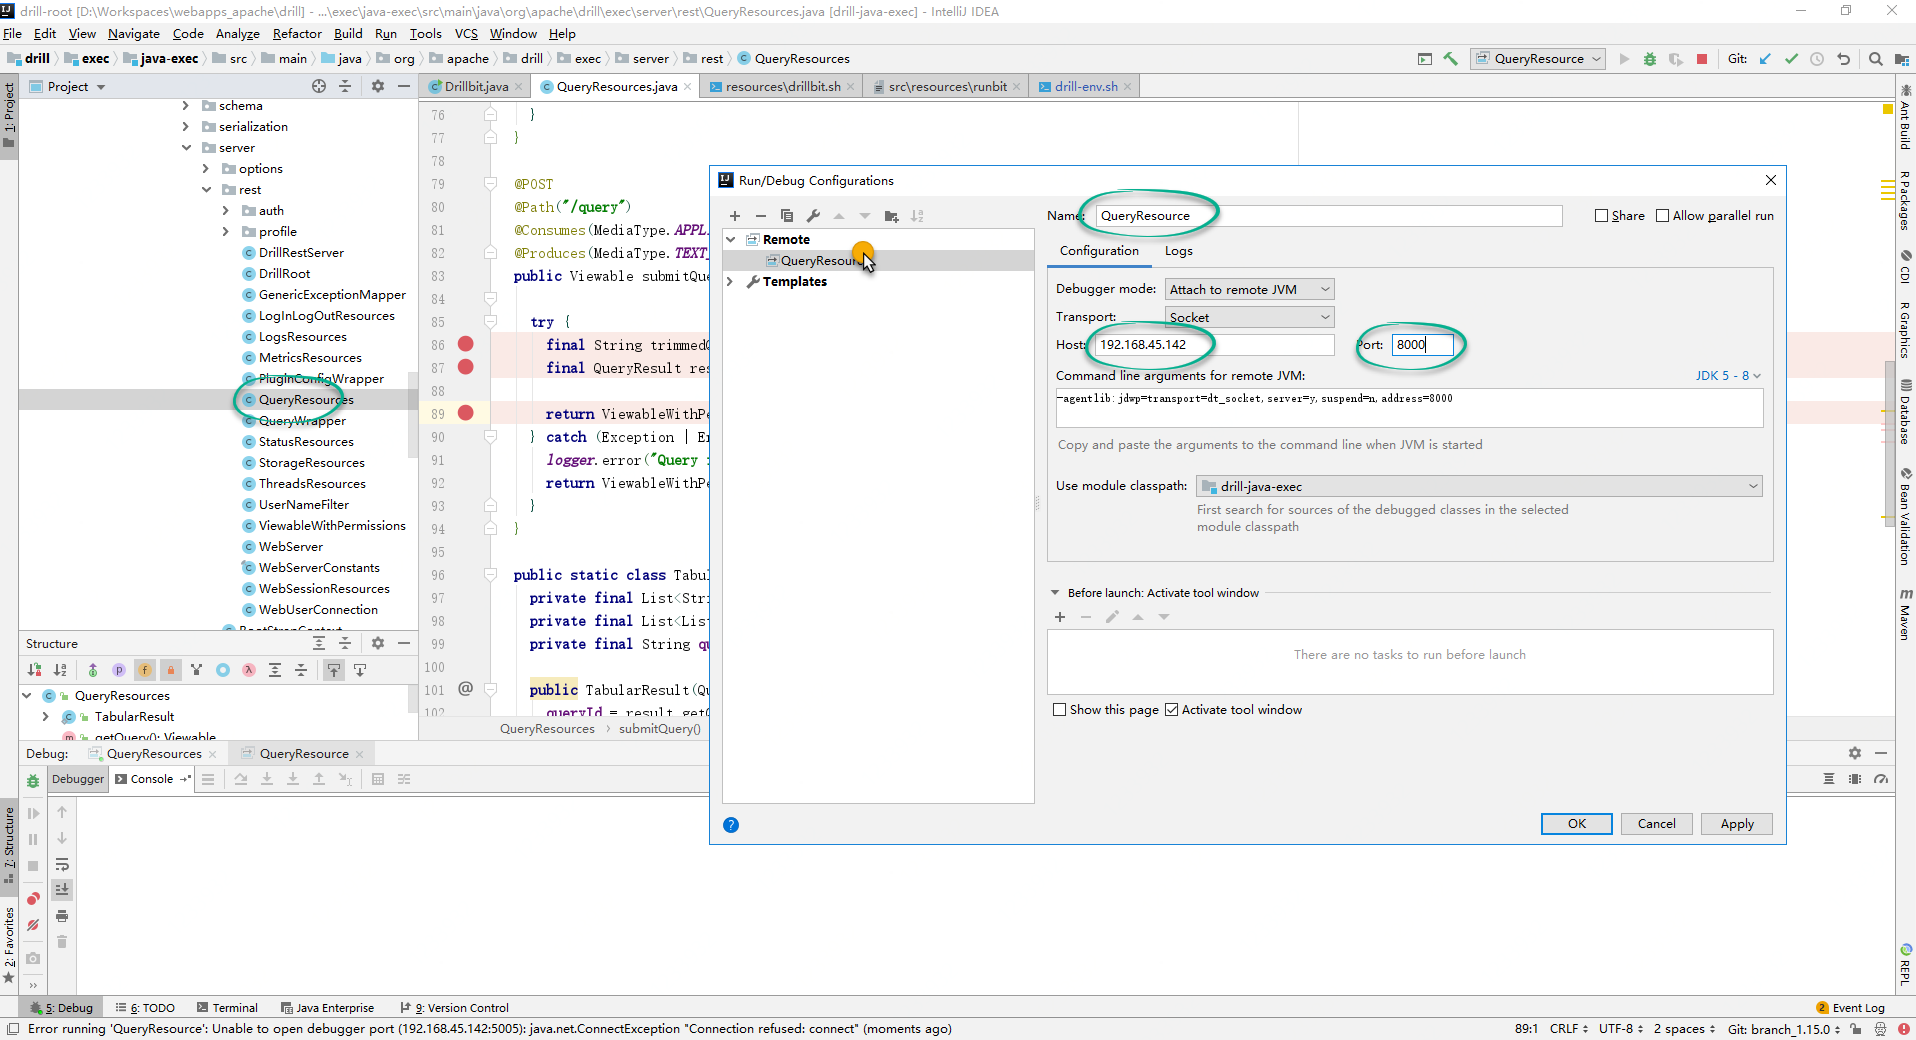 drill-root [D:\Workspaces\webapps_apache\drill] - ...\exec\java-exec\src\main\java\org\apache\drill\exec\server\rest\QueryResources.java [drill-java-exec] - IntelliJ IDEA
File Edit View Navigate Code Analyze Refactor Build Run Tools VCS Window Help
drill exec java-exec src main java org apache drill exec server rest QueryResources
QueryResource Git:
Project
Drillbit.java QueryResources.java resources\drillbit.sh src\resources\runbit drill-env.sh
1: Project
schema
serialization
server
options
rest
auth
profile
DrillRestServer
DrillRoot
GenericExceptionMapper
LogInLogOutResources
LogsResources
MetricsResources
PluginConfigWrapper
QueryResources
QueryWrapper
StatusResources
StorageResources
ThreadsResources
UserNameFilter
ViewableWithPermissions
WebServer
WebServerConstants
WebSessionResources
WebUserConnection
76 }
77 }
78
79 @POST
80 @Path("/query")
81 @Consumes(MediaType.APPL
82 @Produces(MediaType.TEXT_
83 public Viewable submitQue
84
85 try {
86 final String trimmedQ
87 final QueryResult res
88
89 return ViewableWithPe
90 } catch (Exception | Er
91 logger.error("Query
92 return ViewableWithPe
93 }
94 }
95
96 public static class Tabul
97 private final List<Stri
98 private final List<List
99 private final String qu
100
101 @ public TabularResult(Qu
102 queryId = result.getQ
QueryResources › submitQuery()
Run/Debug Configurations
Remote
QueryResour
Templates
Name: QueryResource Share Allow parallel run
Configuration Logs
Debugger mode: Attach to remote JVM
Transport: Socket
Host: 192.168.45.142 Port: 8000
Command line arguments for remote JVM: JDK 5 - 8
-agentlib:jdwp=transport=dt_socket,server=y,suspend=n,address=8000
Copy and paste the arguments to the command line when JVM is started
Use module classpath: drill-java-exec
First search for sources of the debugged classes in the selected
module classpath
Before launch: Activate tool window
There are no tasks to run before launch
Show this page Activate tool window
OK Cancel Apply
Structure
QueryResources
TabularResult
getQuery(): Viewable
Debug: QueryResources QueryResource
Debugger Console
7: Structure
2: Favorites
Ant Build
R Packages
CDI
R Graphics
Database
Bean Validation
Maven
REPL
5: Debug 6: TODO Terminal Java Enterprise 9: Version Control 2 Event Log
Error running 'QueryResource': Unable to open debugger port (192.168.45.142:5005): java.net.ConnectException "Connection refused: connect" (moments ago) 89:1 CRLF UTF-8 2 spaces Git: branch_1.15.0